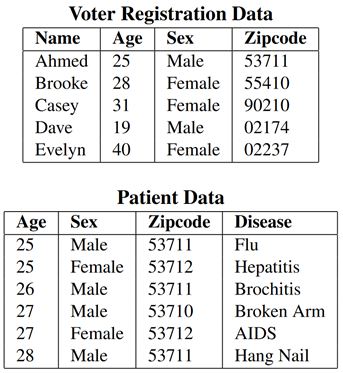 Voter Registration Data
Name Age Sex Zipcode
Ahmed 25 Male 53711
Brooke 28 Female 55410
Casey 31 Female 90210
Dave 19 Male 02174
Evelyn 40 Female 02237
Patient Data
Age Sex Zipcode Disease
25 Male 53711 Flu
25 Female 53712 Hepatitis
26 Male 53711 Brochitis
27 Male 53710 Broken Arm
27 Female 53712 AIDS
28 Male 53711 Hang Nail